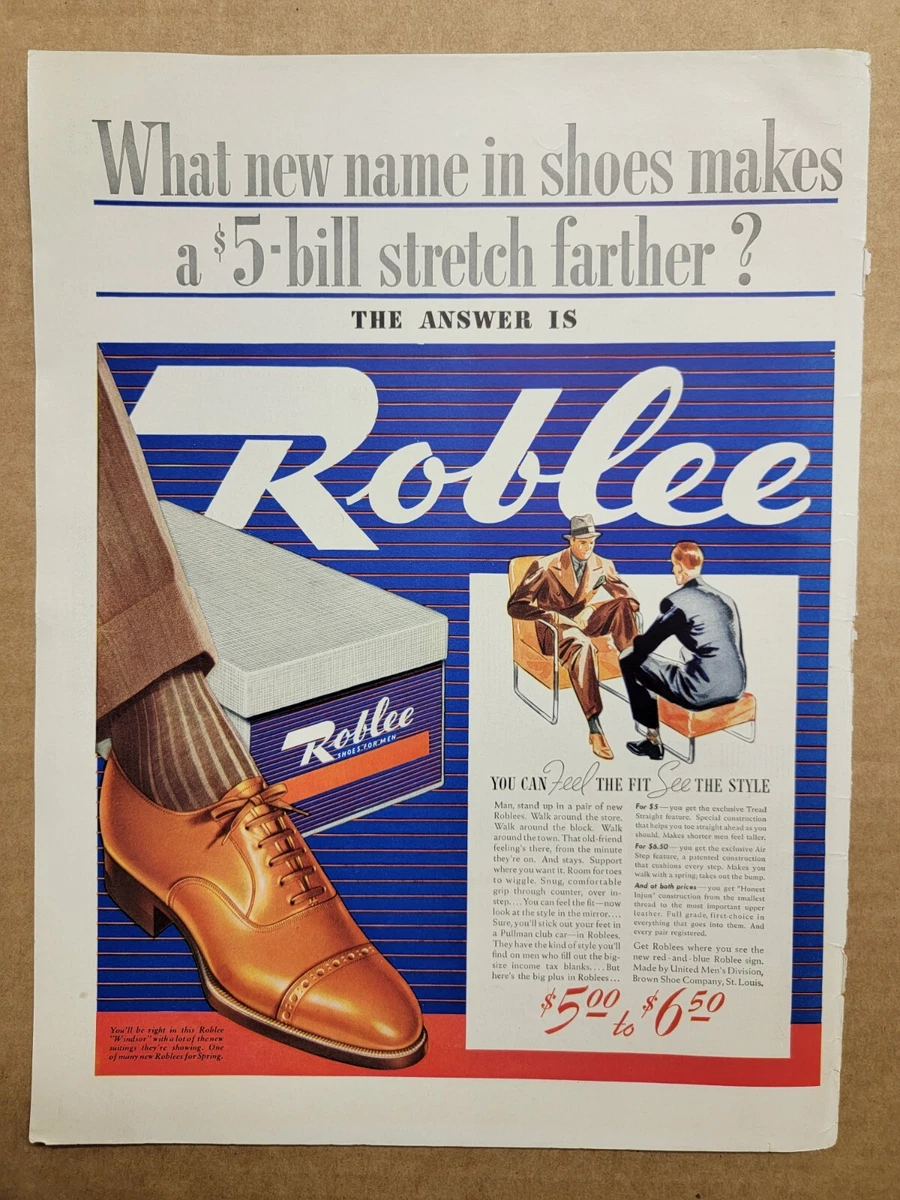 What new name in shoes makes
a $5-bill stretch farther?
THE ANSWER IS
Roblee
Roblee
SHOES FOR MEN
YOU CAN Feel THE FIT See THE STYLE
Man, stand up in a pair of new
Roblees. Walk around the store.
Walk around the block. Walk
around the town. That old-friend
feeling's there, from the minute
they're on. And stays. Support
where you want it. Room for toes
to wiggle. Snug, comfortable
grip through counter, over in-
step.... You can feel the fit—now
look at the style in the mirror....
Sure, you'll stick out your feet in
a Pullman club car—in Roblees.
They have the kind of style you'll
find on men who fill out the big-
size income tax blanks.... But
here's the big plus in Roblees...
For $5—you get the exclusive Tread
Straight feature. Special construction
that helps you toe straight ahead as you
should. Makes shorter men feel taller.
For $6.50—you get the exclusive Air
Step feature, a patented construction
that cushions every step. Makes you
walk with a spring; takes out the bump.
And at both prices—you get "Honest
Injun" construction from the smallest
thread to the most important upper
leather. Full grade, first-choice in
everything that goes into them. And
every pair registered.
Get Roblees where you see the
new red-and-blue Roblee sign.
Made by United Men's Division,
Brown Shoe Company, St. Louis.
$5.00 to $6.50
You'll be right in this Roblee
"Windsor" with a lot of the new
suitings they're showing. One
of many new Roblees for Spring.